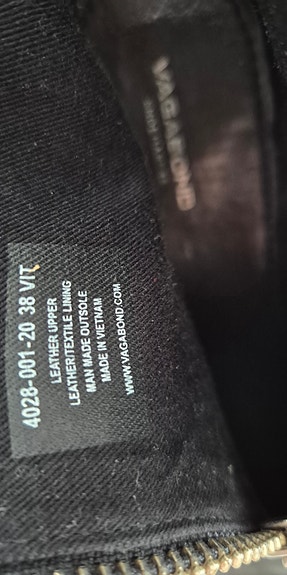 VAGABOND
4028-001-20 38 VIT.
LEATHER UPPER
LEATHER/TEXTILE LINING
MAN MADE OUTSOLE
MADE IN VIETNAM
WWW.VAGABOND.COM